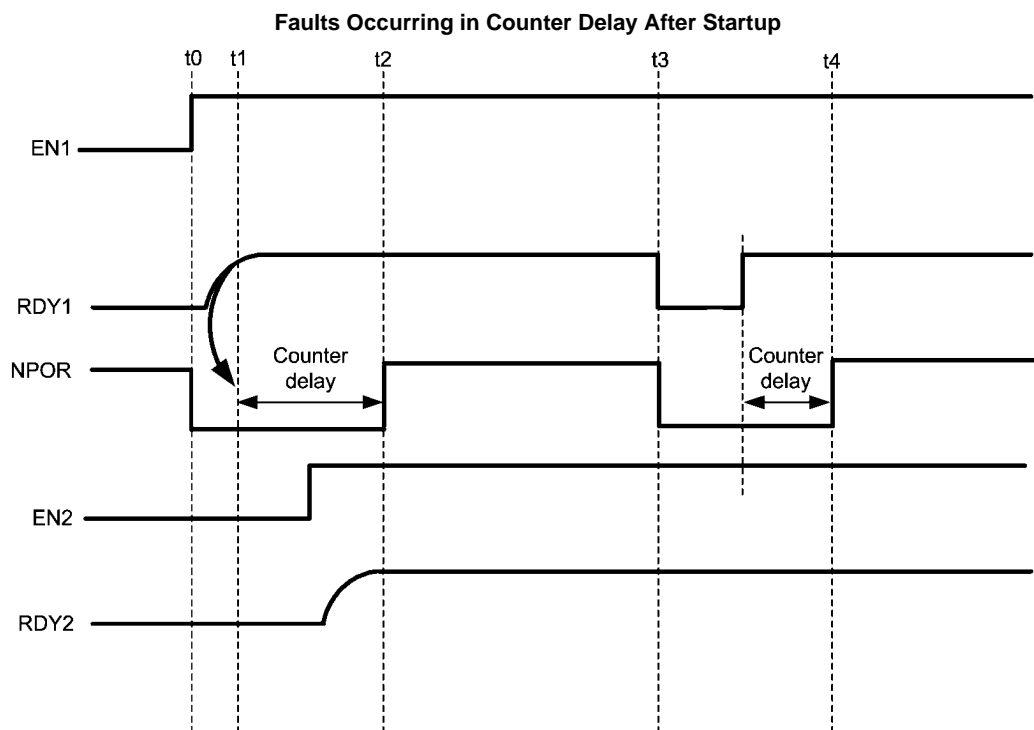 Faults Occurring in Counter Delay After Startup
t0 t1 t2 t3 t4
EN1
RDY1
NPOR
Counter
delay
Counter
delay
EN2
RDY2